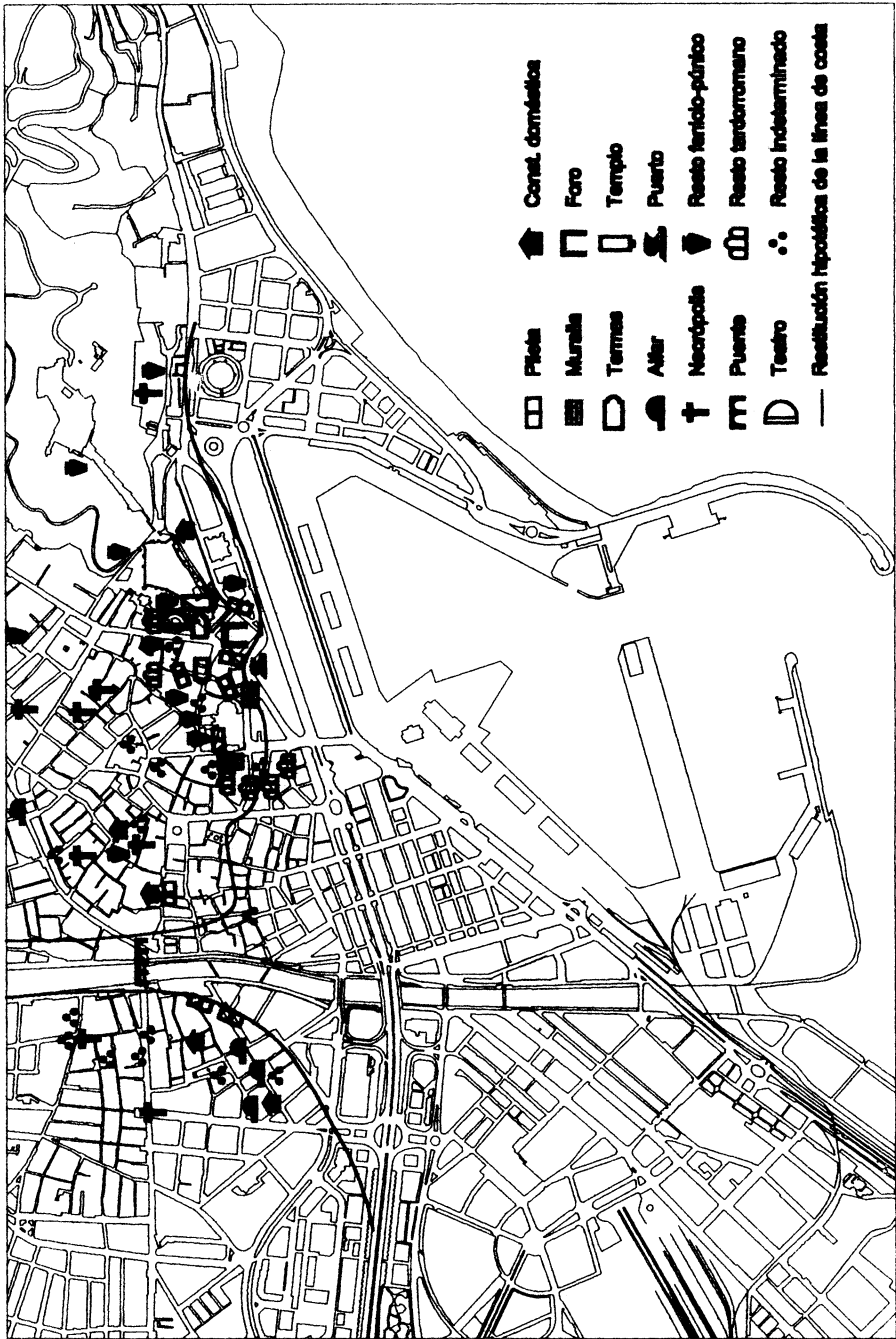 Pileta
Muralla
Termas
Alfar
Necrópolis
Puente
Teatro
Const. doméstica
Foro
Templo
Puerto
Resto fenicio-púnico
Resto tardorromano
Resto indeterminado
Restitución hipotética de la línea de costa